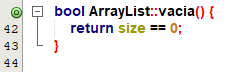 bool ArrayList::vacia() {
42 return size == 0;
43 }
44